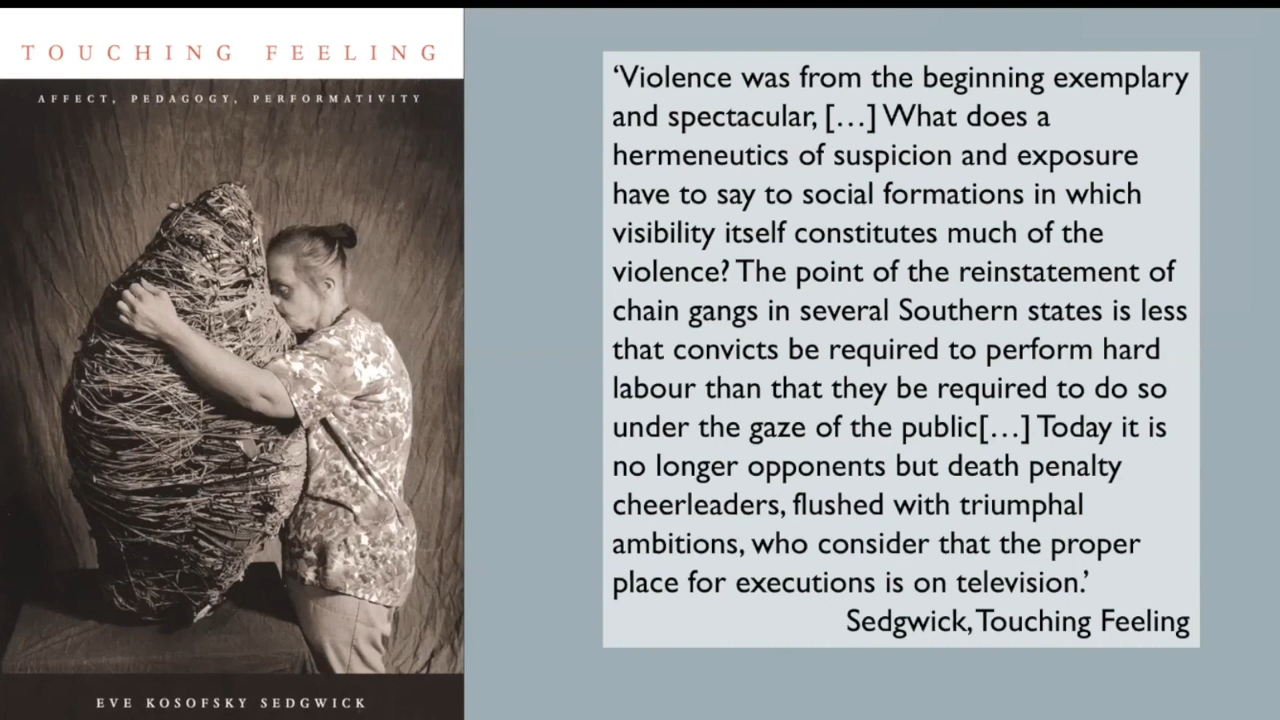 TOUCHING FEELING
AFFECT, PEDAGOGY, PERFORMATIVITY
EVE KOSOFSKY SEDGWICK
‘Violence was from the beginning exemplary
and spectacular, […] What does a
hermeneutics of suspicion and exposure
have to say to social formations in which
visibility itself constitutes much of the
violence? The point of the reinstatement of
chain gangs in several Southern states is less
that convicts be required to perform hard
labour than that they be required to do so
under the gaze of the public[…] Today it is
no longer opponents but death penalty
cheerleaders, flushed with triumphal
ambitions, who consider that the proper
place for executions is on television.’
Sedgwick, Touching Feeling